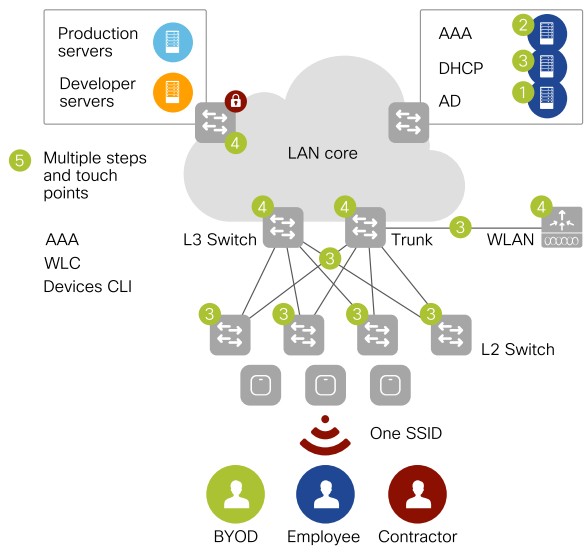 Production
servers
Developer
servers
AAA
2
DHCP
3
AD
1
4
LAN core
5
Multiple steps
and touch
points
AAA
WLC
Devices CLI
4
L3 Switch
4
Trunk
3
WLAN
4
3
3
3
3
3
L2 Switch
One SSID
BYOD
Employee
Contractor